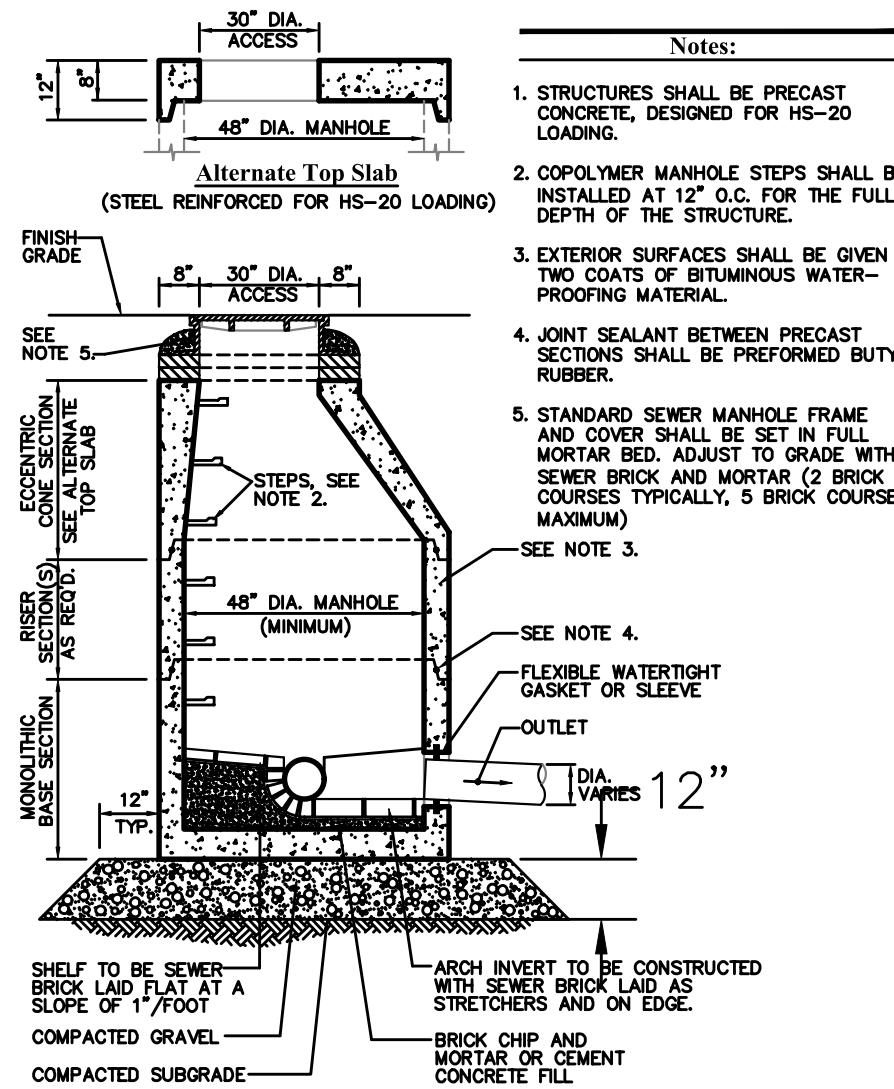 30" DIA.
ACCESS
12"
8"
48" DIA. MANHOLE
Alternate Top Slab
(STEEL REINFORCED FOR HS-20 LOADING)
Notes:
1. STRUCTURES SHALL BE PRECAST
CONCRETE, DESIGNED FOR HS-20
LOADING.
2. COPOLYMER MANHOLE STEPS SHALL B
INSTALLED AT 12" O.C. FOR THE FULL
DEPTH OF THE STRUCTURE.
3. EXTERIOR SURFACES SHALL BE GIVEN
TWO COATS OF BITUMINOUS WATER-
PROOFING MATERIAL.
4. JOINT SEALANT BETWEEN PRECAST
SECTIONS SHALL BE PREFORMED BUTY
RUBBER.
5. STANDARD SEWER MANHOLE FRAME
AND COVER SHALL BE SET IN FULL
MORTAR BED. ADJUST TO GRADE WITH
SEWER BRICK AND MORTAR (2 BRICK
COURSES TYPICALLY, 5 BRICK COURSE
MAXIMUM)
FINISH
GRADE
8"
30" DIA.
8"
ACCESS
SEE
NOTE 5.
ECCENTRIC
CONE SECTION
SEE ALTERNATE
TOP SLAB
STEPS, SEE
NOTE 2.
SEE NOTE 3.
RISER
SECTION(S)
AS REQ'D.
48" DIA. MANHOLE
(MINIMUM)
SEE NOTE 4.
FLEXIBLE WATERTIGHT
GASKET OR SLEEVE
OUTLET
MONOLITHIC
BASE SECTION
12"
TYP.
DIA.
VARIES
12"
SHELF TO BE SEWER
BRICK LAID FLAT AT A
SLOPE OF 1"/FOOT
COMPACTED GRAVEL
COMPACTED SUBGRADE
ARCH INVERT TO BE CONSTRUCTED
WITH SEWER BRICK LAID AS
STRETCHERS AND ON EDGE.
BRICK CHIP AND
MORTAR OR CEMENT
CONCRETE FILL